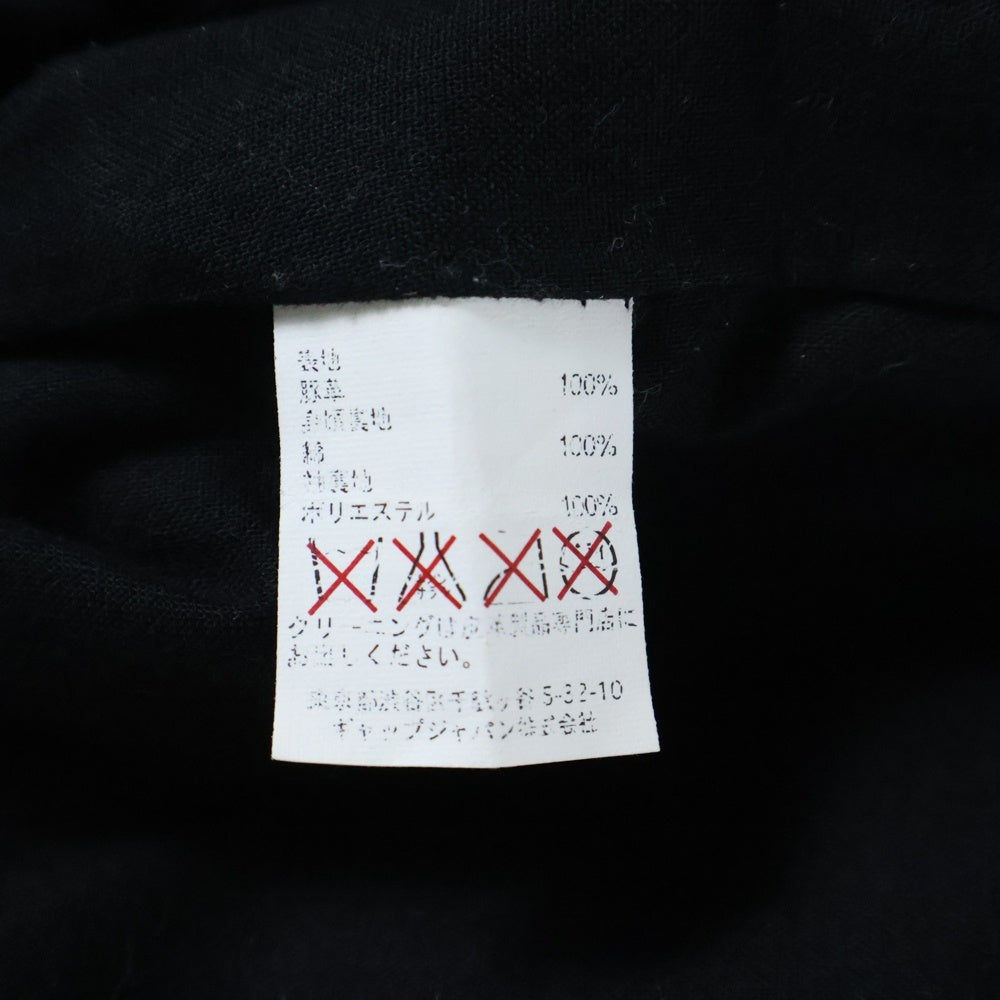 表地
豚革 100%
身頃裏地
綿 100%
袖裏地
ポリエステル 100%
クリーニングは皮革製品専門店に
お出しください。
東京都渋谷区千駄ヶ谷 5-32-10
ギャップジャパン株式会社